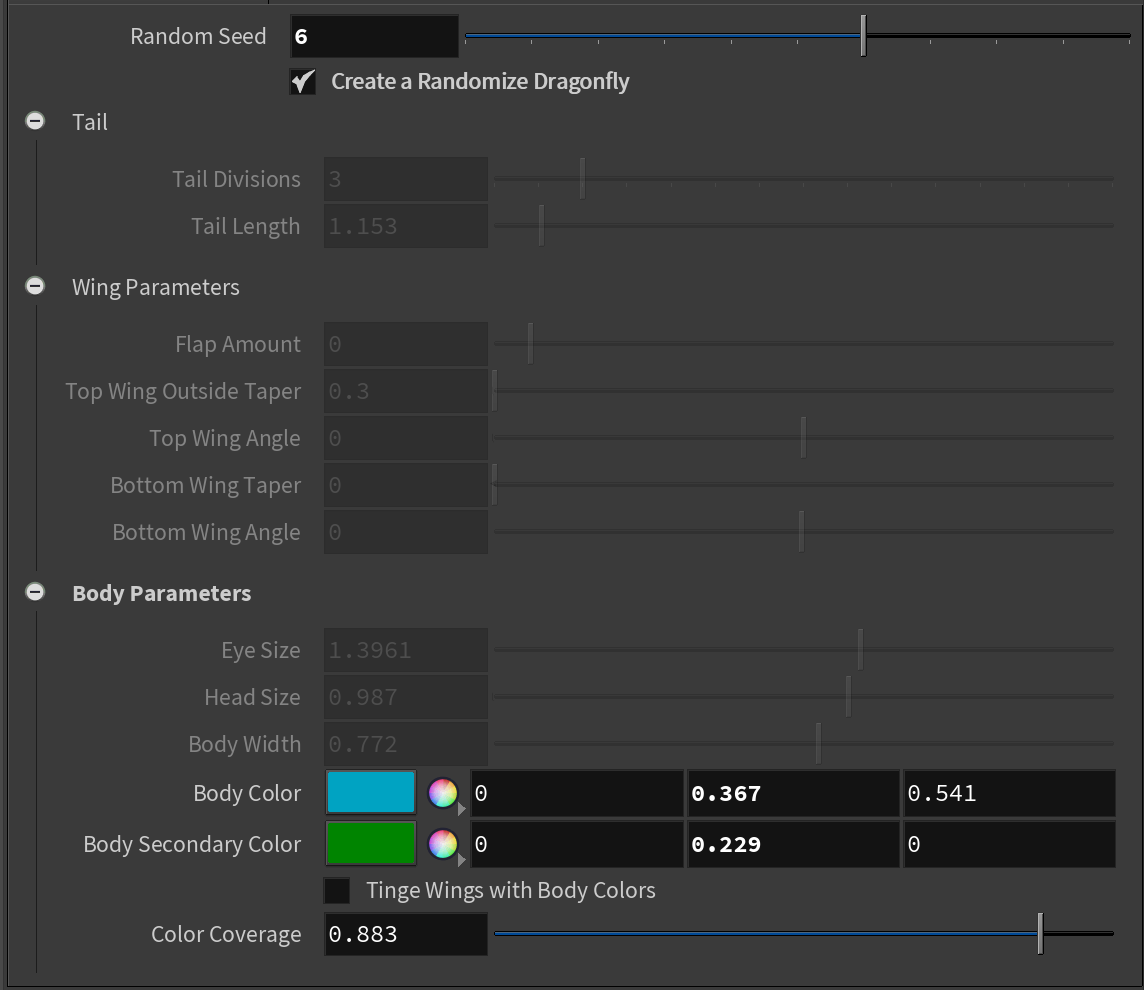 Random Seed 6
Create a Randomize Dragonfly
Tail
Tail Divisions 3
Tail Length 1.153
Wing Parameters
Flap Amount 0
Top Wing Outside Taper 0.3
Top Wing Angle 0
Bottom Wing Taper 0
Bottom Wing Angle 0
Body Parameters
Eye Size 1.3961
Head Size 0.987
Body Width 0.772
Body Color 0 0.367 0.541
Body Secondary Color 0 0.229 0
Tinge Wings with Body Colors
Color Coverage 0.883